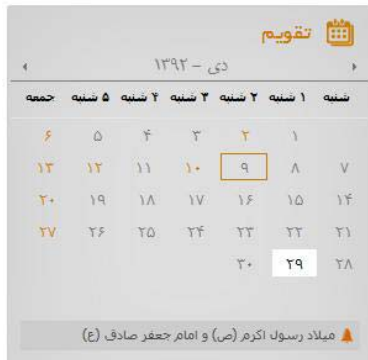 تقویم
دی – ۱۳۹۲
شنبه ۱ شنبه ۲ شنبه ۳ شنبه ۴ شنبه ۵ شنبه جمعه
۱ ۲ ۳ ۴ ۵ ۶
۷ ۸ ۹ ۱۰ ۱۱ ۱۲ ۱۳
۱۴ ۱۵ ۱۶ ۱۷ ۱۸ ۱۹ ۲۰
۲۱ ۲۲ ۲۳ ۲۴ ۲۵ ۲۶ ۲۷
۲۸ ۲۹ ۳۰
میلاد رسول اکرم (ص) و امام جعفر صادق (ع)